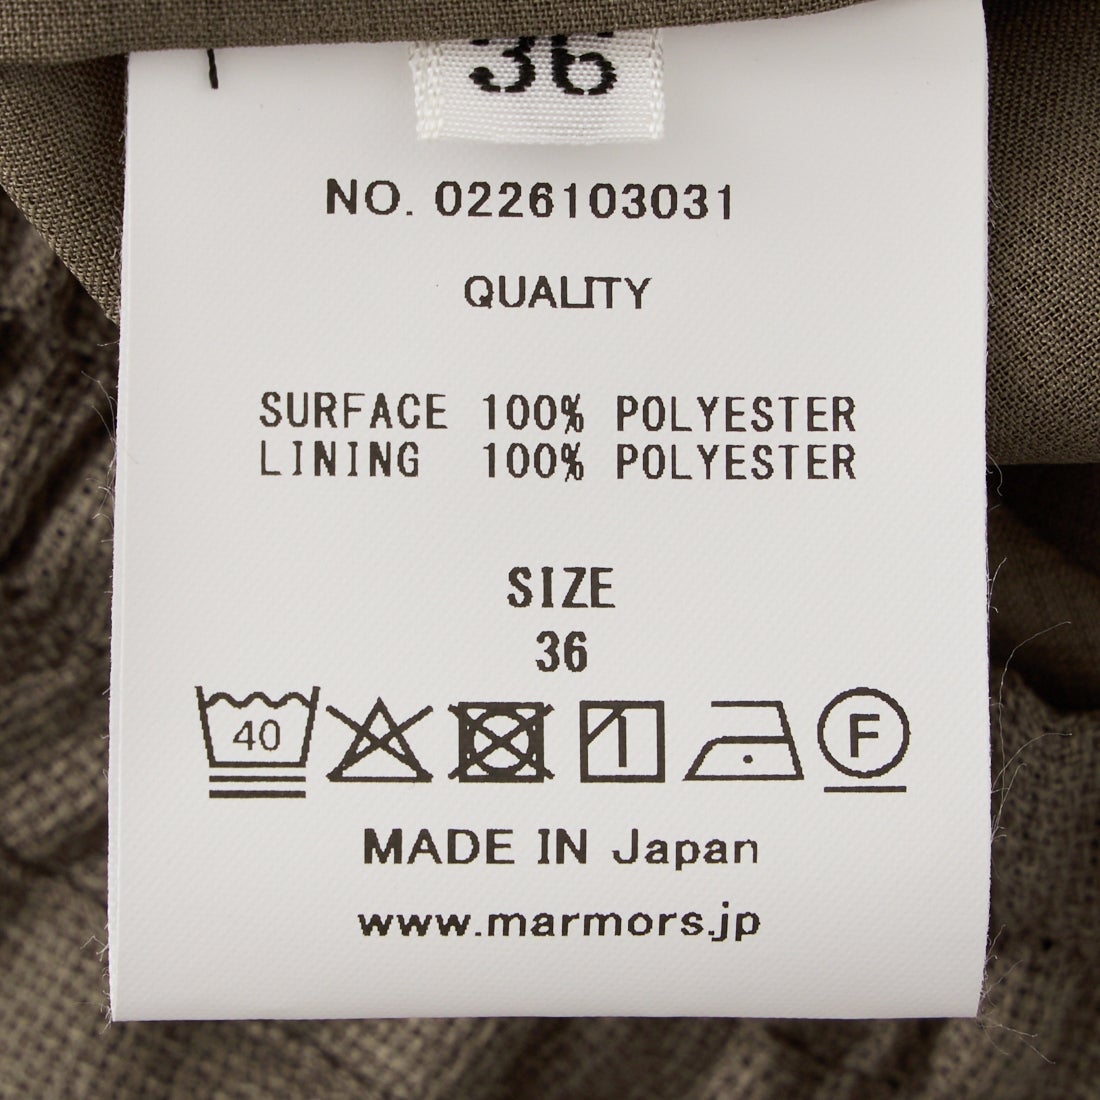 36
NO. 0226103031
QUALITY
SURFACE 100% POLYESTER
LINING 100% POLYESTER
SIZE
36
40 1 F
MADE IN Japan
www.marmors.jp